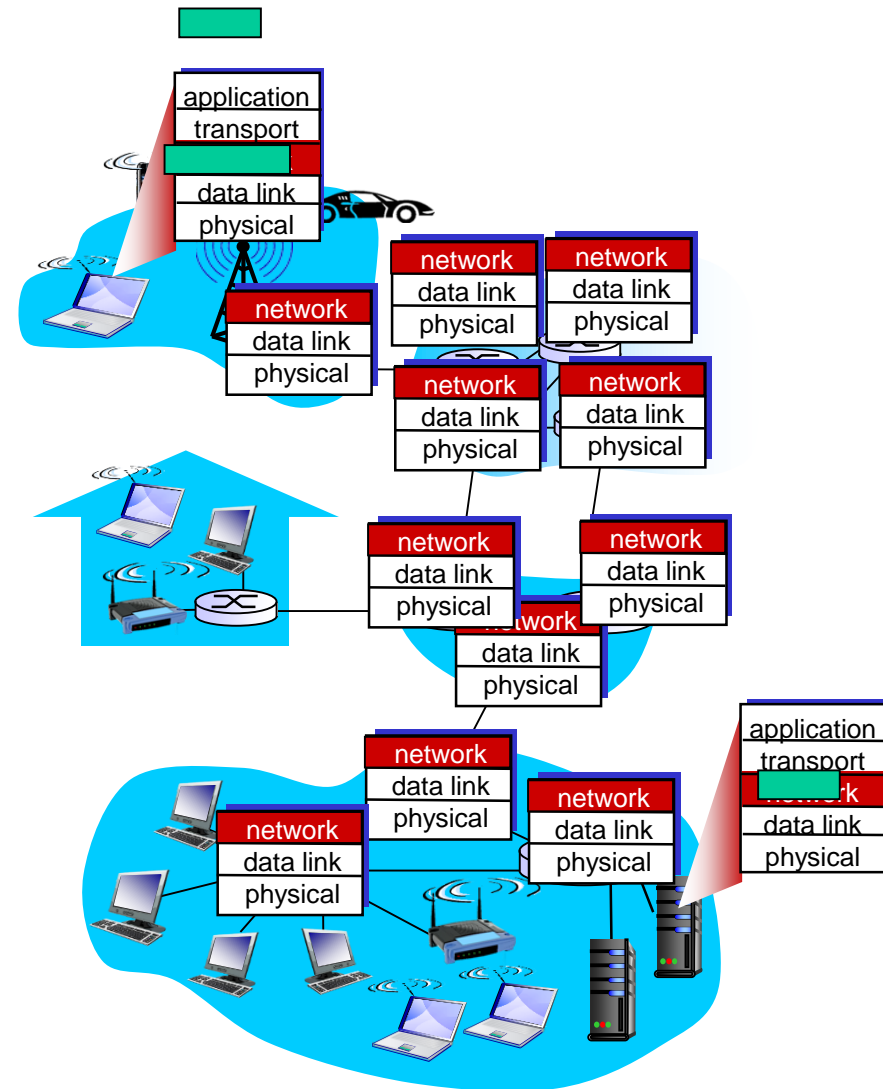 application
transport
data link
physical
network
data link
physical
network
data link
physical
network
data link
physical
network
data link
physical
network
data link
physical
network
data link
physical
network
data link
physical
network
data link
physical
network
data link
physical
network
data link
physical
network
data link
physical
application
transport
network
data link
physical